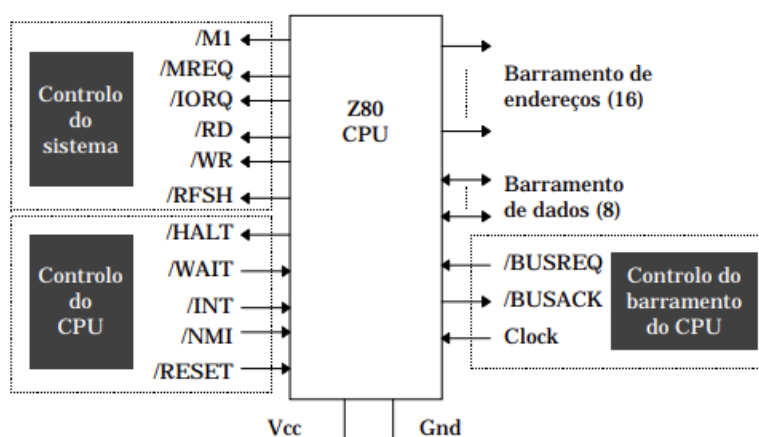 Controlo
do
sistema
/M1
/MREQ
/IORQ
/RD
/WR
/RFSH
Controlo
do
CPU
/HALT
/WAIT
/INT
/NMI
/RESET
Z80
CPU
Barramento de
endereços (16)
Barramento
de dados (8)
/BUSREQ
/BUSACK
Clock
Controlo do
barramento
do CPU
Vcc
Gnd